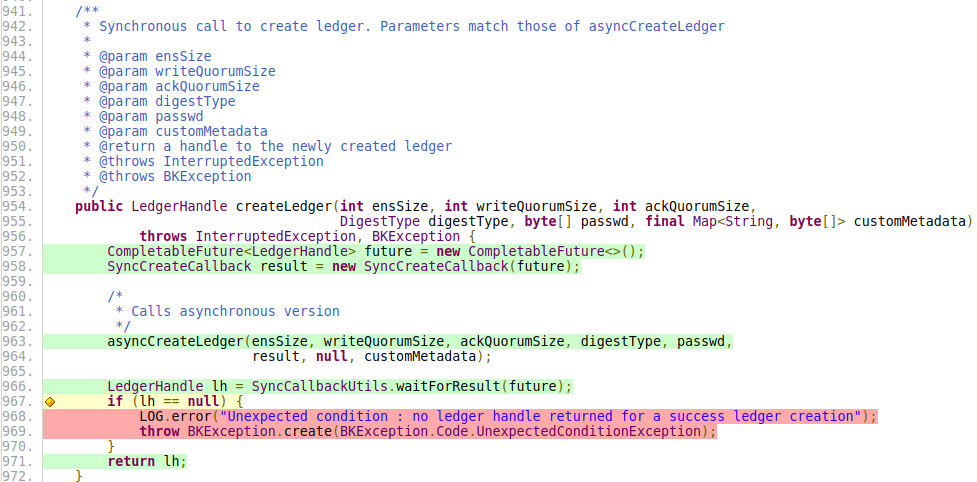 941.     /**
942.      * Synchronous call to create ledger. Parameters match those of asyncCreateLedger
943.      *
944.      * @param ensSize
945.      * @param writeQuorumSize
946.      * @param ackQuorumSize
947.      * @param digestType
948.      * @param passwd
949.      * @param customMetadata
950.      * @return a handle to the newly created ledger
951.      * @throws InterruptedException
952.      * @throws BKException
953.      */
954.     public LedgerHandle createLedger(int ensSize, int writeQuorumSize, int ackQuorumSize,
955.                                      DigestType digestType, byte[] passwd, final Map<String, byte[]> customMetadata)
956.             throws InterruptedException, BKException {
957.         CompletableFuture<LedgerHandle> future = new CompletableFuture<>();
958.         SyncCreateCallback result = new SyncCreateCallback(future);
959.
960.         /*
961.          * Calls asynchronous version
962.          */
963.         asyncCreateLedger(ensSize, writeQuorumSize, ackQuorumSize, digestType, passwd,
964.                           result, null, customMetadata);
965.
966.         LedgerHandle lh = SyncCallbackUtils.waitForResult(future);
967.         if (lh == null) {
968.             LOG.error("Unexpected condition : no ledger handle returned for a success ledger creation");
969.             throw BKException.create(BKException.Code.UnexpectedConditionException);
970.         }
971.         return lh;
972.     }